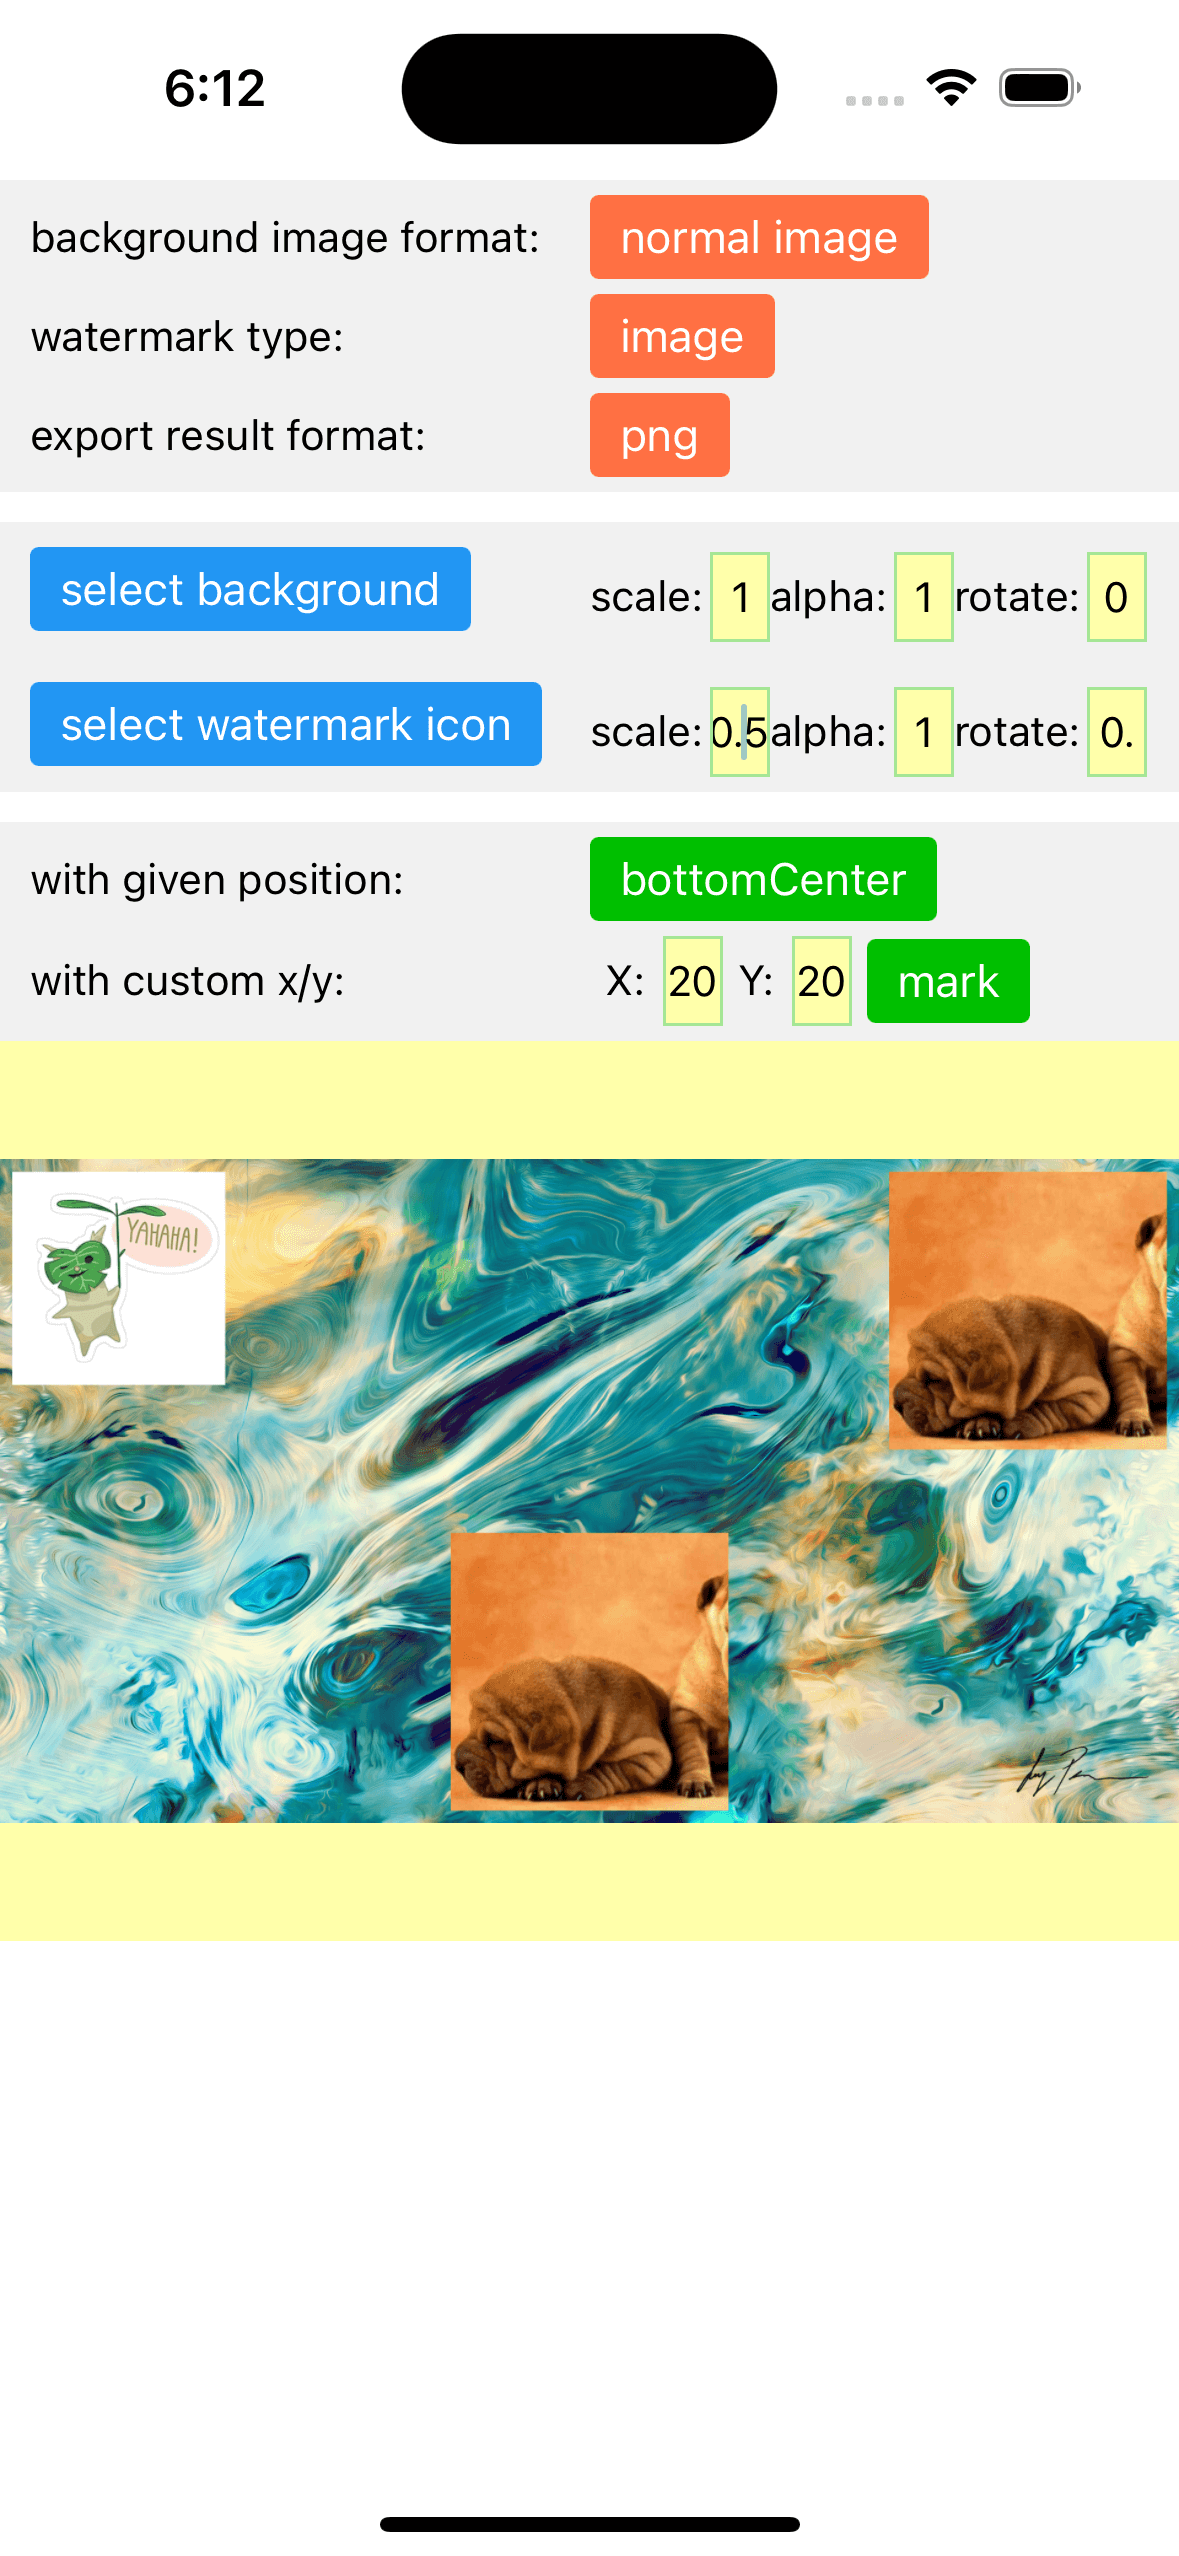 6:12
background image format: normal image
watermark type: image
export result format: png
select background scale: 1 alpha: 1 rotate: 0
select watermark icon scale: 0.5 alpha: 1 rotate: 0.
with given position: bottomCenter
with custom x/y: X: 20 Y: 20 mark
YAHAHA!